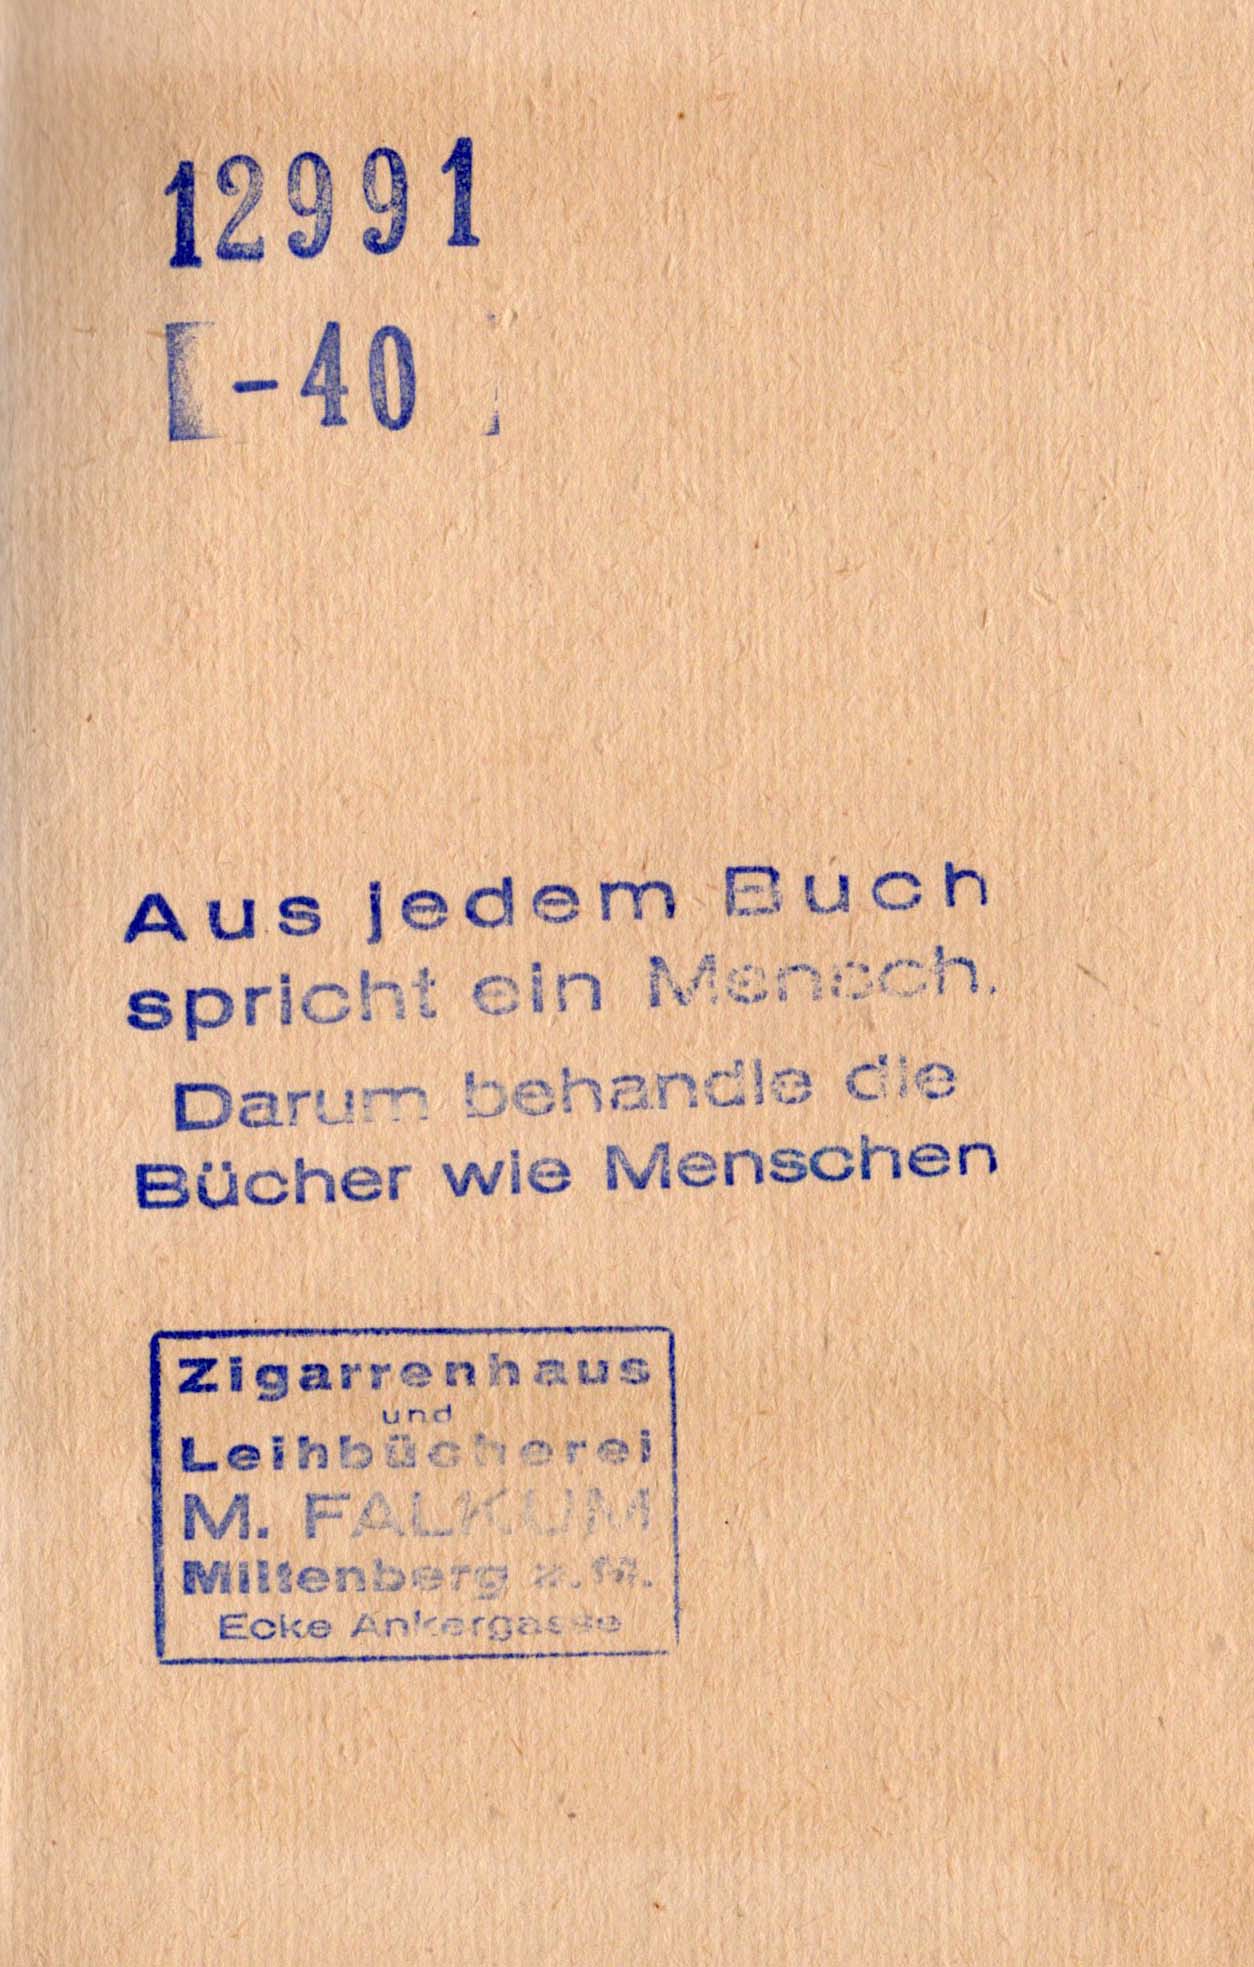 12991
-40
Aus jedem Buch
spricht ein Mensch.
Darum behandle die
Bücher wie Menschen
Zigarrenhaus
und
Leihbücherei
M. FALKUM
Miltenberg a.M.
Ecke Ankergasse